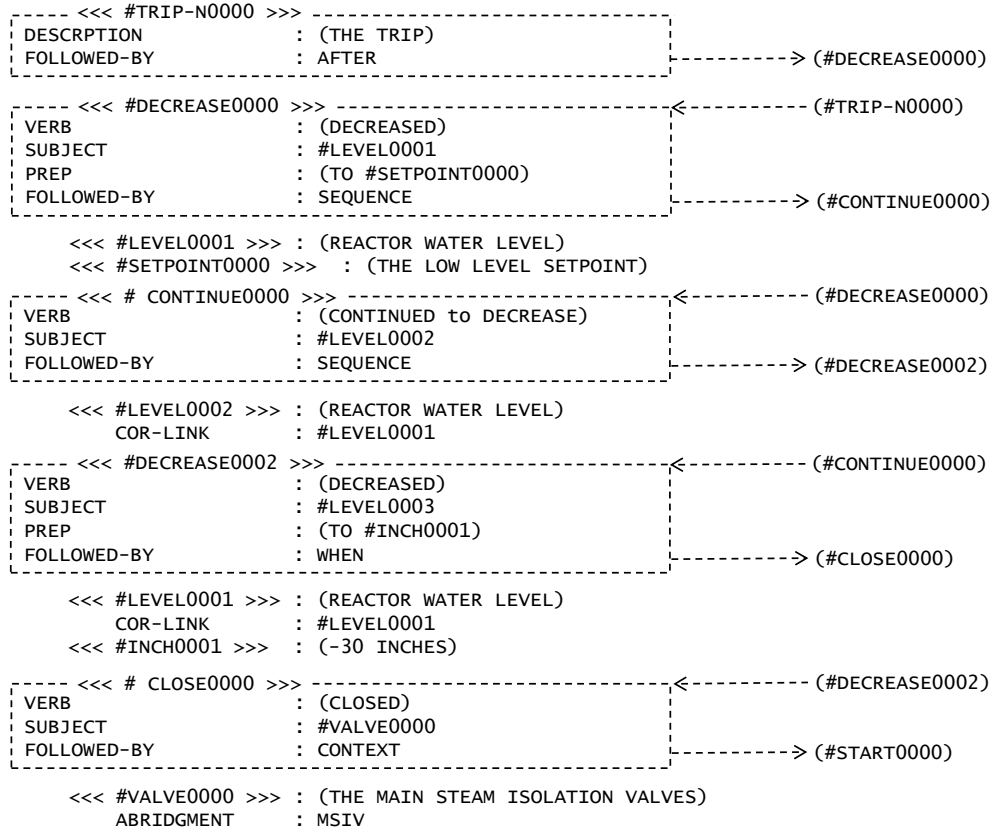 <<< #TRIP-N0000 >>>
DESCRPTION : (THE TRIP)
FOLLOWED-BY : AFTER (#DECREASE0000)
<<< #DECREASE0000 >>> (#TRIP-N0000)
VERB : (DECREASED)
SUBJECT : #LEVEL0001
PREP : (TO #SETPOINT0000)
FOLLOWED-BY : SEQUENCE (#CONTINUE0000)
<<< #LEVEL0001 >>> : (REACTOR WATER LEVEL)
<<< #SETPOINT0000 >>> : (THE LOW LEVEL SETPOINT)
<<< # CONTINUE0000 >>> (#DECREASE0000)
VERB : (CONTINUED to DECREASE)
SUBJECT : #LEVEL0002
FOLLOWED-BY : SEQUENCE (#DECREASE0002)
<<< #LEVEL0002 >>> : (REACTOR WATER LEVEL)
COR-LINK : #LEVEL0001
<<< #DECREASE0002 >>> (#CONTINUE0000)
VERB : (DECREASED)
SUBJECT : #LEVEL0003
PREP : (TO #INCH0001)
FOLLOWED-BY : WHEN (#CLOSE0000)
<<< #LEVEL0001 >>> : (REACTOR WATER LEVEL)
COR-LINK : #LEVEL0001
<<< #INCH0001 >>> : (-30 INCHES)
<<< # CLOSE0000 >>> (#DECREASE0002)
VERB : (CLOSED)
SUBJECT : #VALVE0000
FOLLOWED-BY : CONTEXT (#START0000)
<<< #VALVE0000 >>> : (THE MAIN STEAM ISOLATION VALVES)
ABRIDGMENT : MSIV